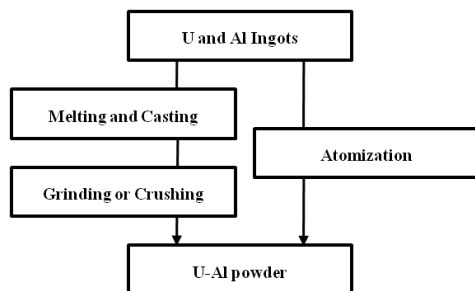 U and Al Ingots
Melting and Casting
Atomization
Grinding or Crushing
U-Al powder